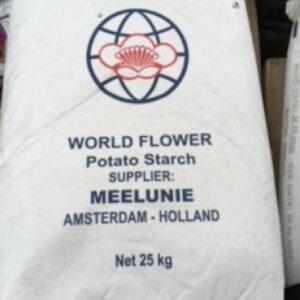 WORLD FLOWER
Potato Starch
SUPPLIER:
MEELUNIE
AMSTERDAM - HOLLAND
Net 25 kg